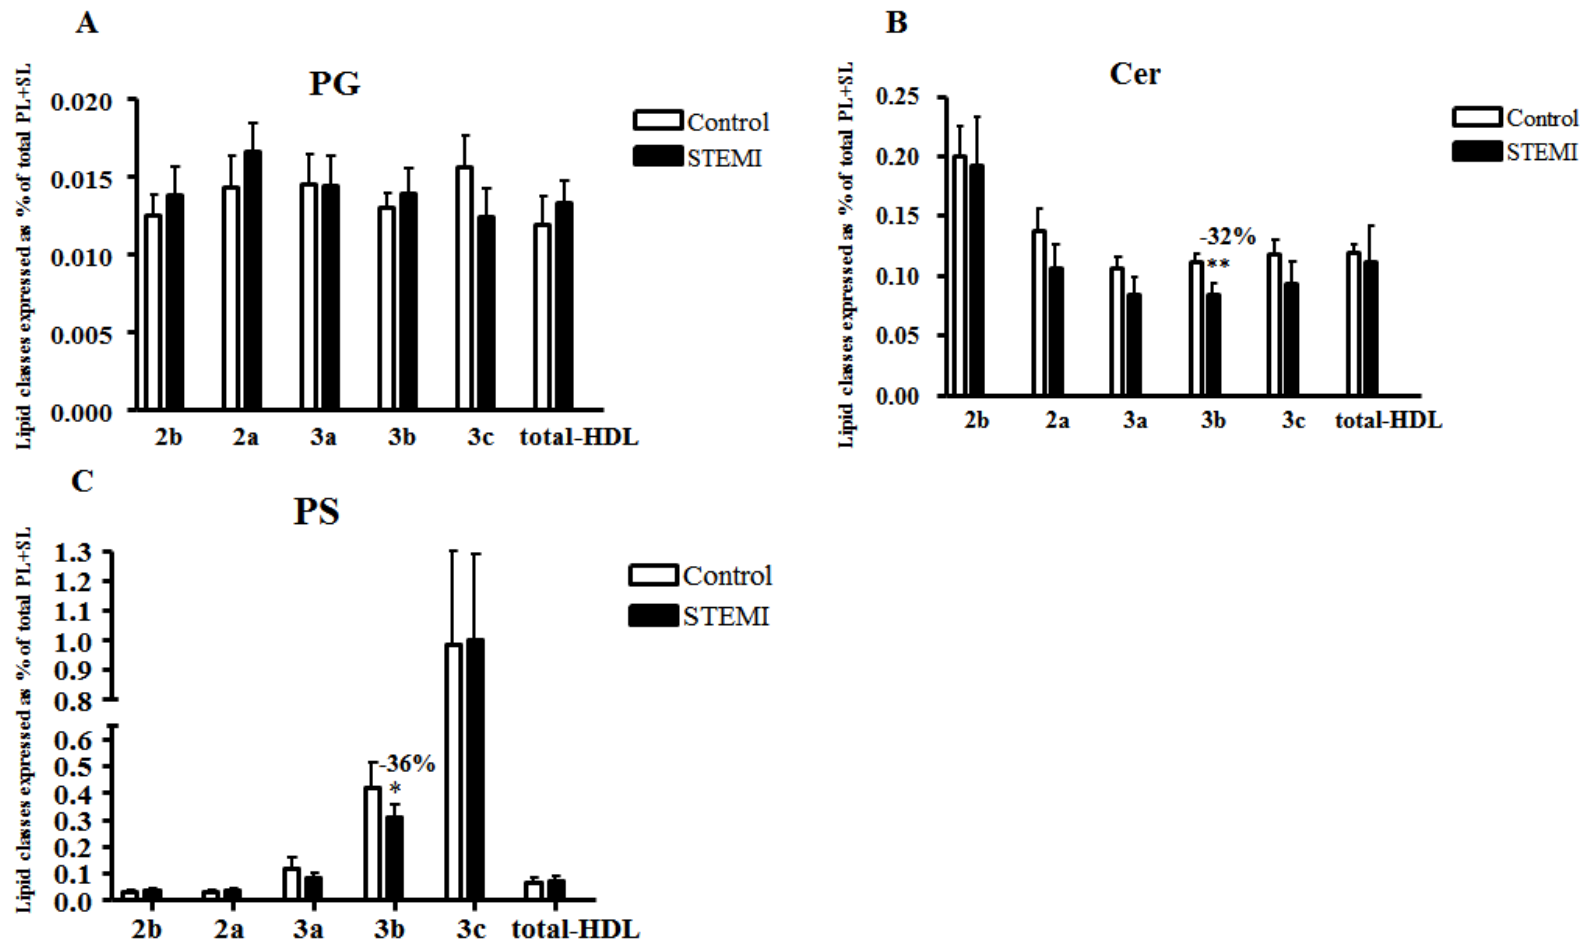 A
PG
Lipid classes expressed as % of total PL+SL
0.020
0.015
0.010
0.005
0.000
2b 2a 3a 3b 3c total-HDL
Control
STEMI
B
Cer
Lipid classes expressed as % of total PL+SL
0.25
0.20
0.15
0.10
0.05
0.00
-32%
**
2b 2a 3a 3b 3c total-HDL
Control
STEMI
C
PS
Lipid classes expressed as % of total PL+SL
1.3
1.2
1.1
1.0
0.9
0.8
0.6
0.5
0.4
0.3
0.2
0.1
0.0
-36%
*
2b 2a 3a 3b 3c total-HDL
Control
STEMI